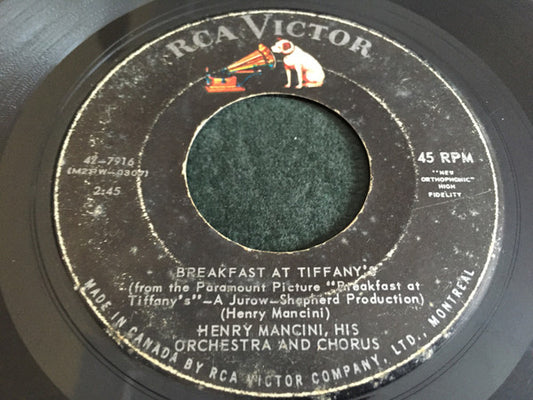 RCA VICTOR
47-7916
(M2PW-0307)
2:45
45 RPM
"NEW
ORTHOPHONIC"
HIGH
FIDELITY
BREAKFAST AT TIFFANY'S
(from the Paramount Picture "Breakfast at
Tiffany's"—A Jurow-Shepherd Production)
(Henry Mancini)
HENRY MANCINI, HIS
ORCHESTRA AND CHORUS
MADE IN CANADA BY RCA VICTOR COMPANY, LTD., MONTREAL